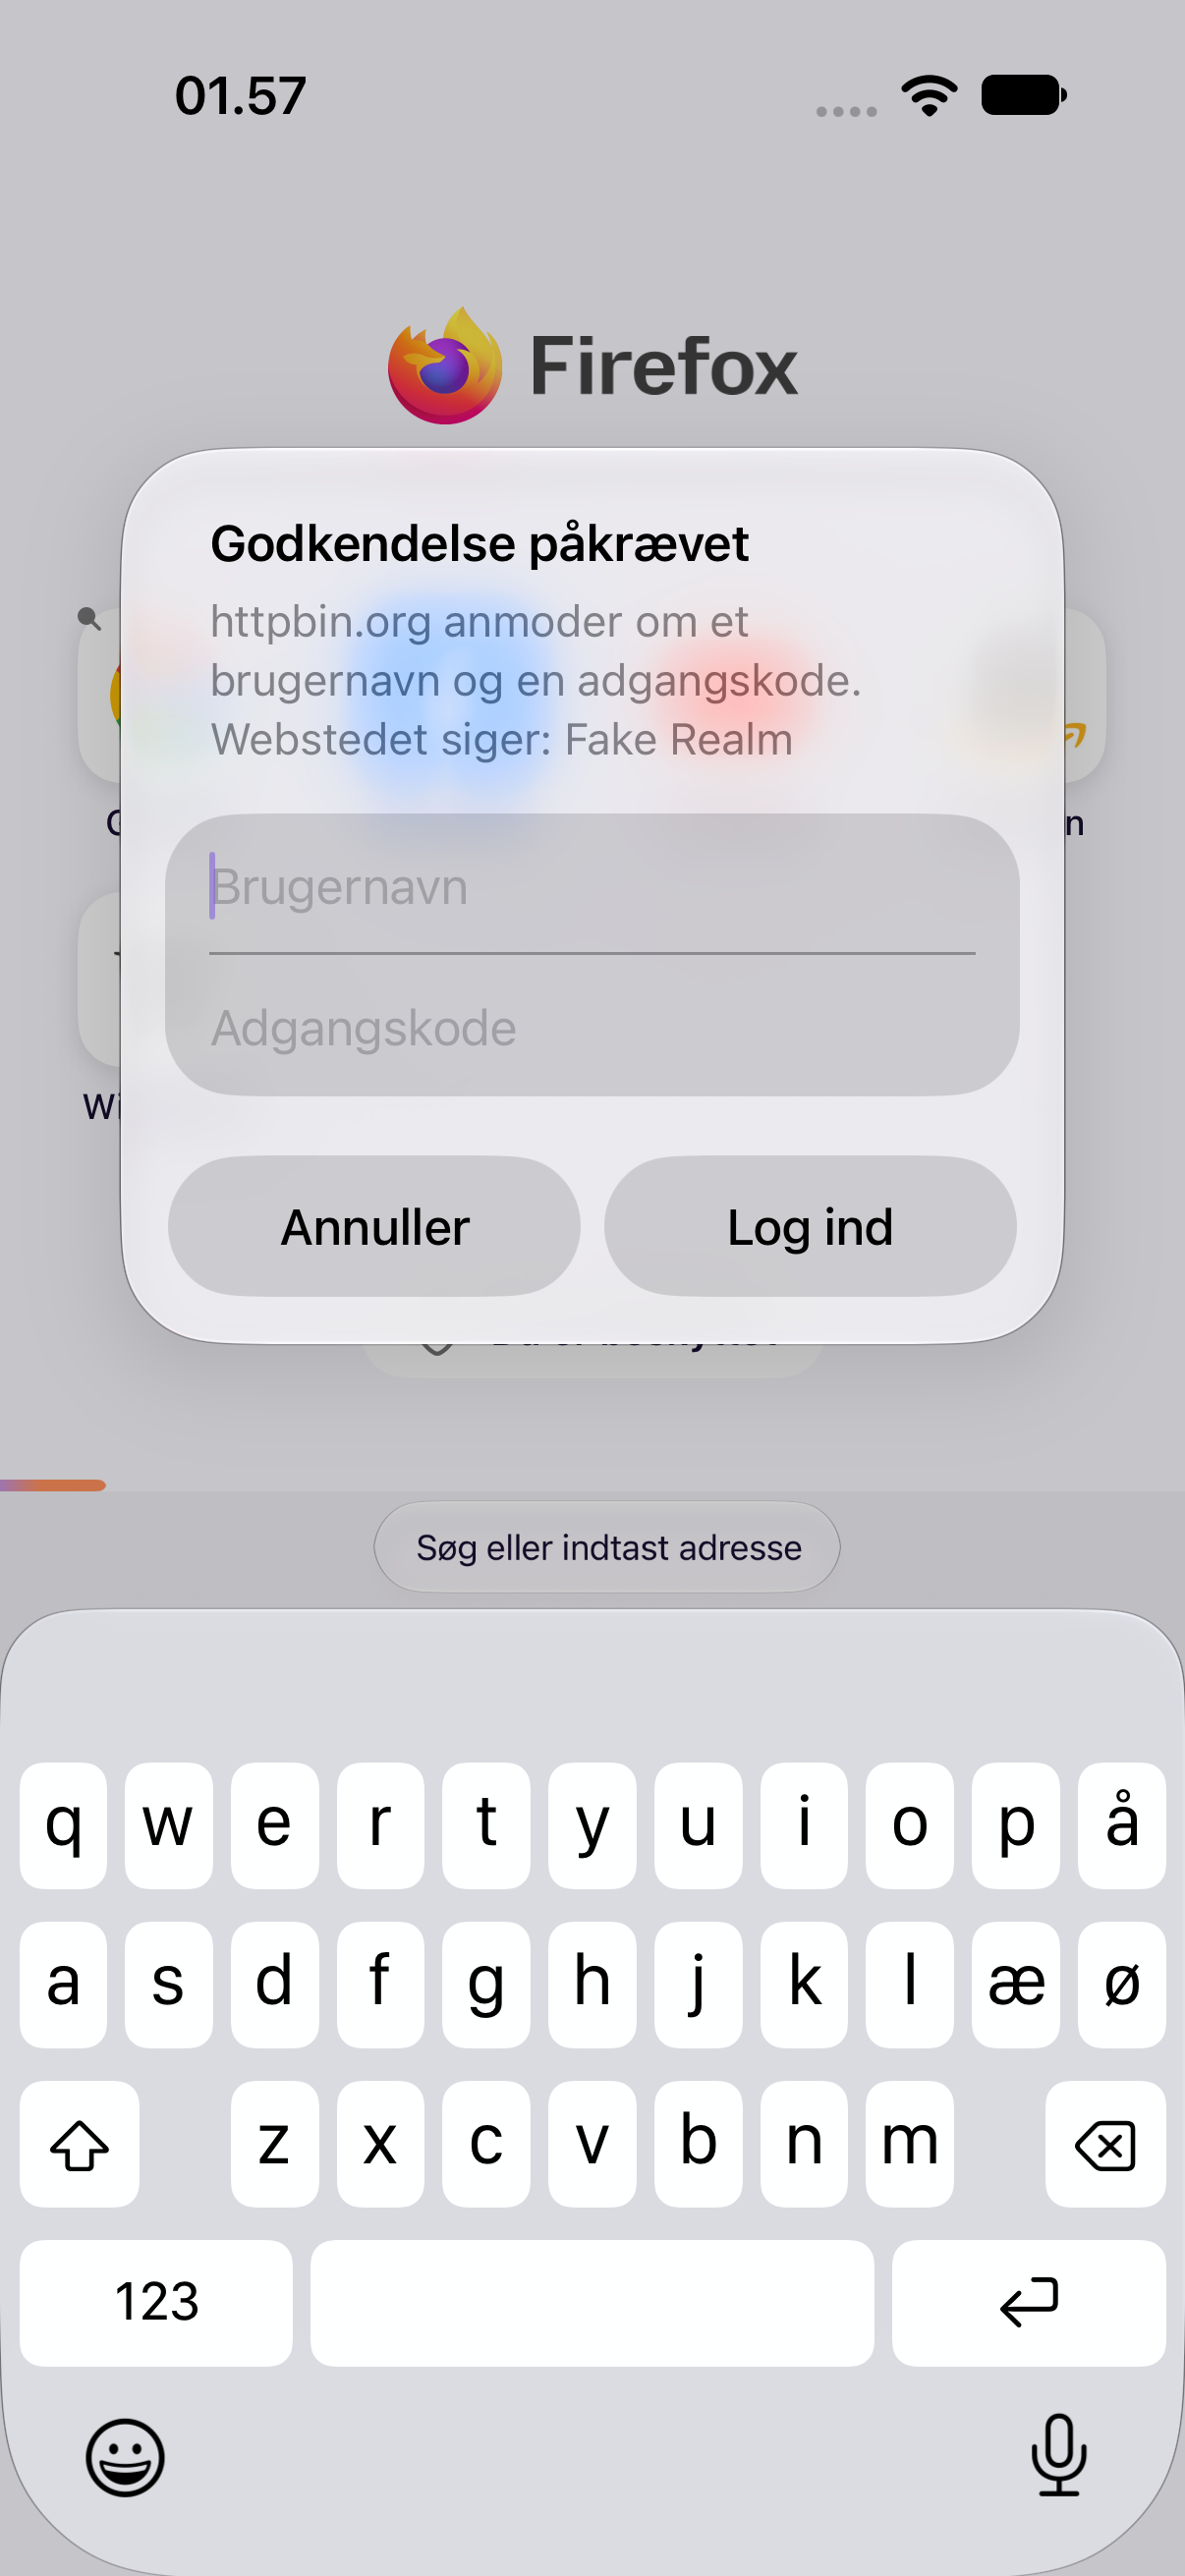 01.57
Firefox
Godkendelse påkrævet
httpbin.org anmoder om et
brugernavn og en adgangskode.
Webstedet siger: Fake Realm
Brugernavn
Adgangskode
Annuller
Log ind
Søg eller indtast adresse
q w e r t y u i o p å
a s d f g h j k l æ ø
z x c v b n m
123